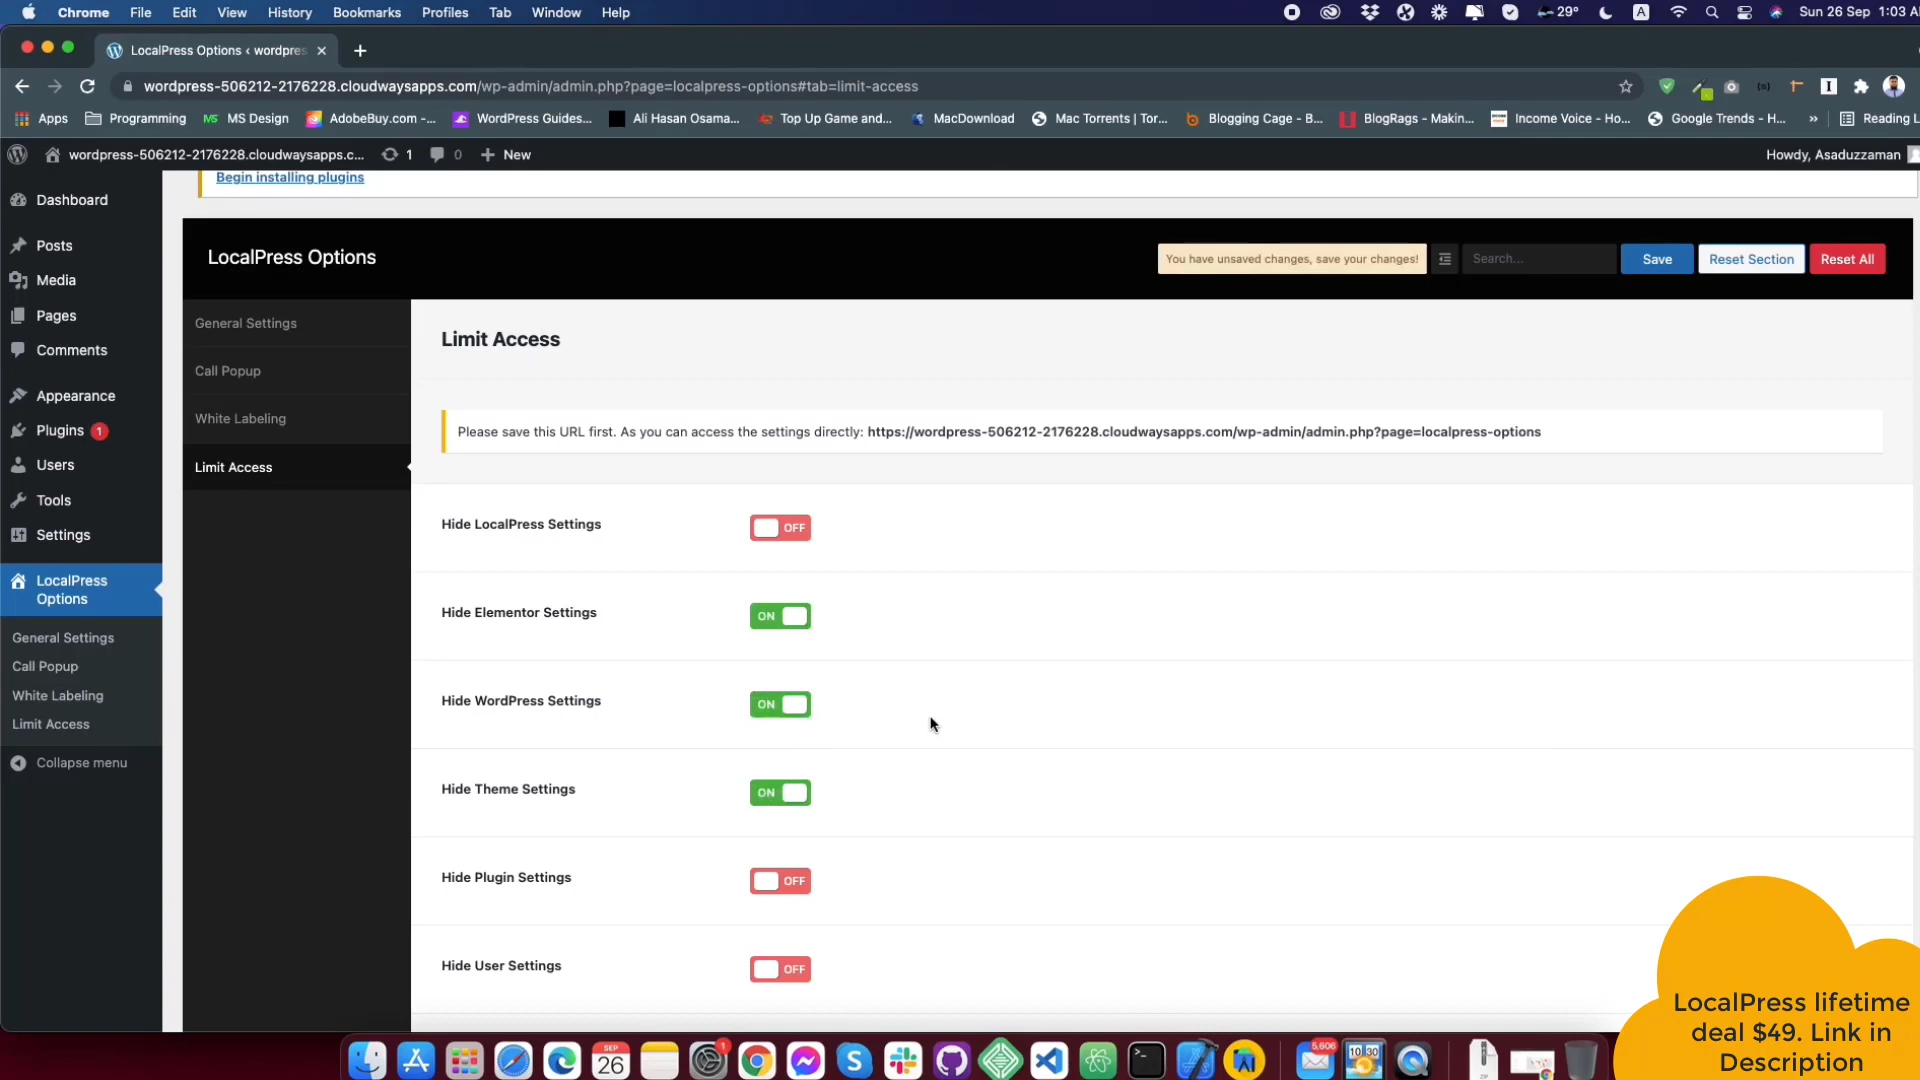 Chrome File Edit View History Bookmarks Profiles Tab Window Help
29° A Sun 26 Sep 1:03 A
LocalPress Options ‹ wordpres
wordpress-506212-2176228.cloudwaysapps.com/wp-admin/admin.php?page=localpress-options#tab=limit-access
Apps Programming MS Design AdobeBuy.com -... WordPress Guides... Ali Hasan Osama... Top Up Game and... MacDownload Mac Torrents | Tor... Blogging Cage - B... BlogRags - Makin... Income Voice - Ho... Google Trends - H... » Reading L
wordpress-506212-2176228.cloudwaysapps.c... 1 0 New Howdy, Asaduzzaman
Begin installing plugins
Dashboard
Posts
Media
Pages
Comments
Appearance
Plugins 1
Users
Tools
Settings
LocalPress
Options
General Settings
Call Popup
White Labeling
Limit Access
Collapse menu
LocalPress Options
You have unsaved changes, save your changes! Search... Save Reset Section Reset All
General Settings
Call Popup
White Labeling
Limit Access
Limit Access
Please save this URL first. As you can access the settings directly: https://wordpress-506212-2176228.cloudwaysapps.com/wp-admin/admin.php?page=localpress-options
Hide LocalPress Settings OFF
Hide Elementor Settings ON
Hide WordPress Settings ON
Hide Theme Settings ON
Hide Plugin Settings OFF
Hide User Settings OFF
LocalPress lifetime
deal $49. Link in
Description
SEP
26
1
5,606
10:30